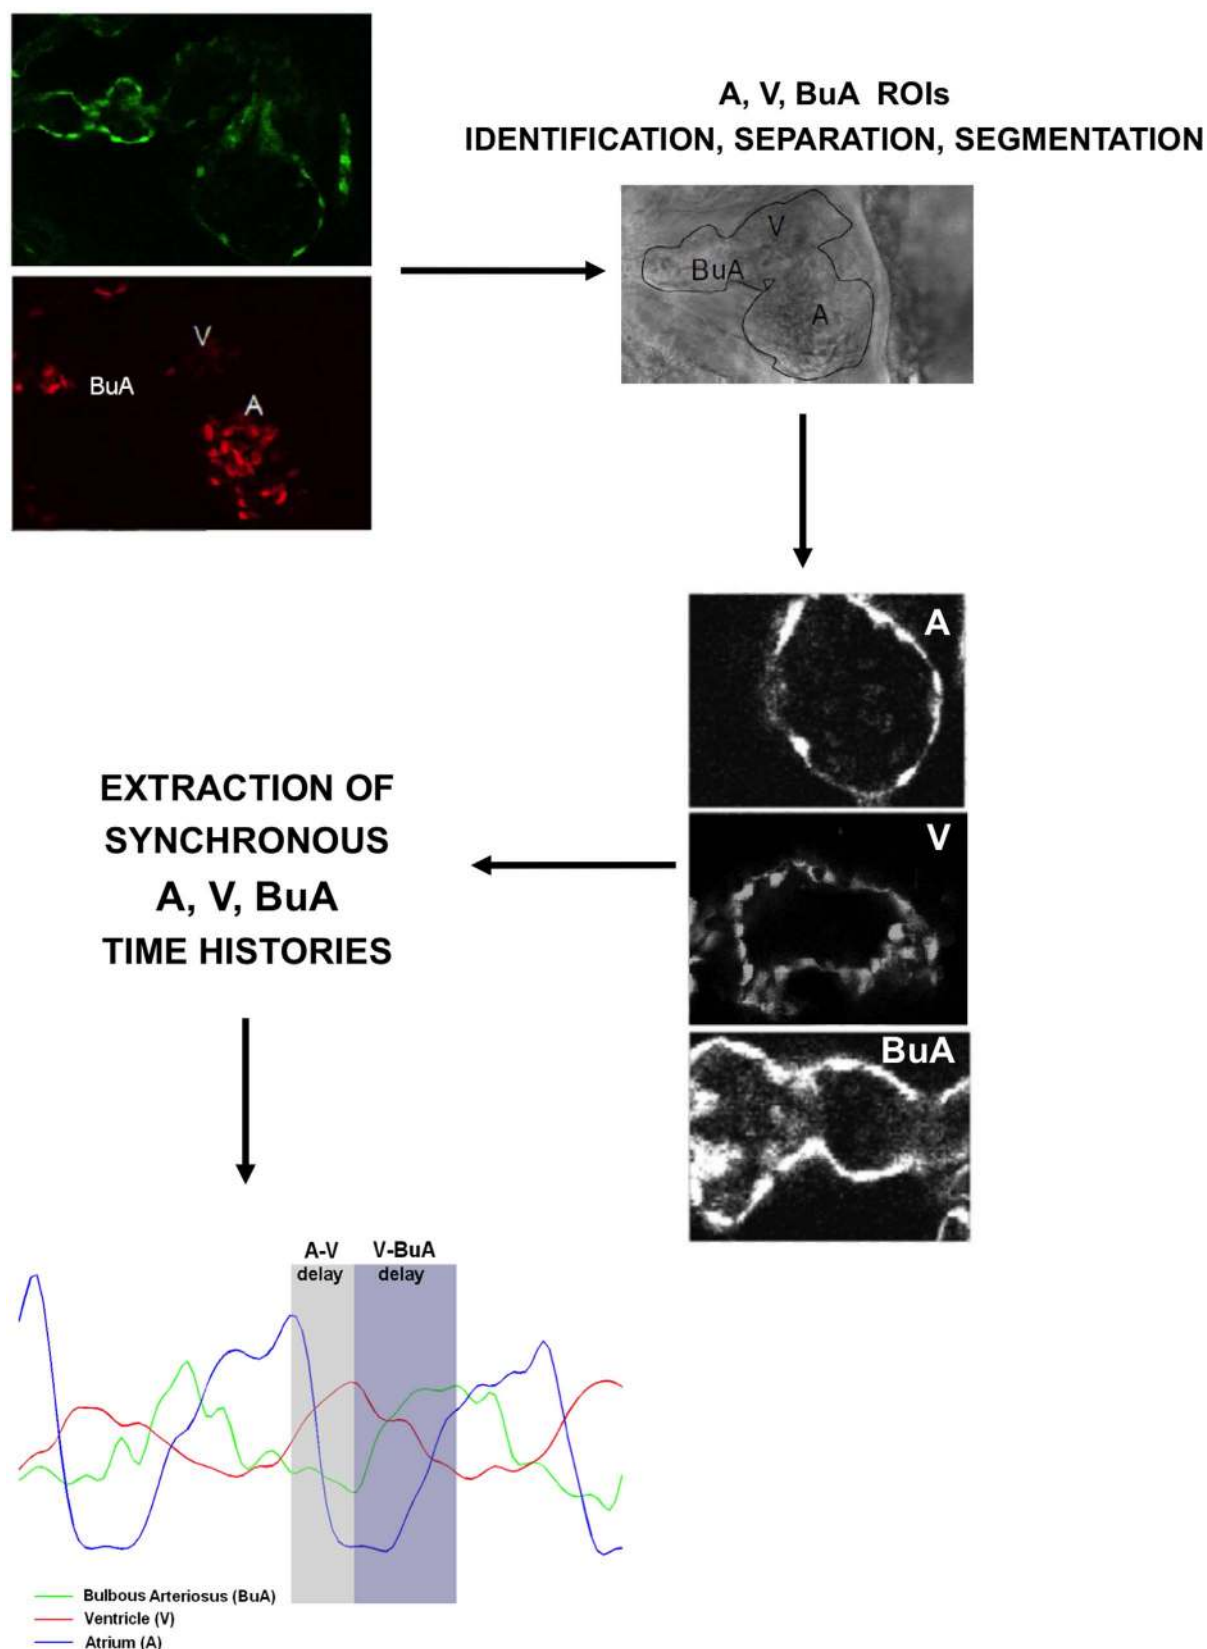 A, V, BuA ROIs
IDENTIFICATION, SEPARATION, SEGMENTATION
V
BuA
A
V
BuA
A
A
V
BuA
EXTRACTION OF
SYNCHRONOUS
A, V, BuA
TIME HISTORIES
A-V
delay
V-BuA
delay
Bulbous Arteriosus (BuA)
Ventricle (V)
Atrium (A)